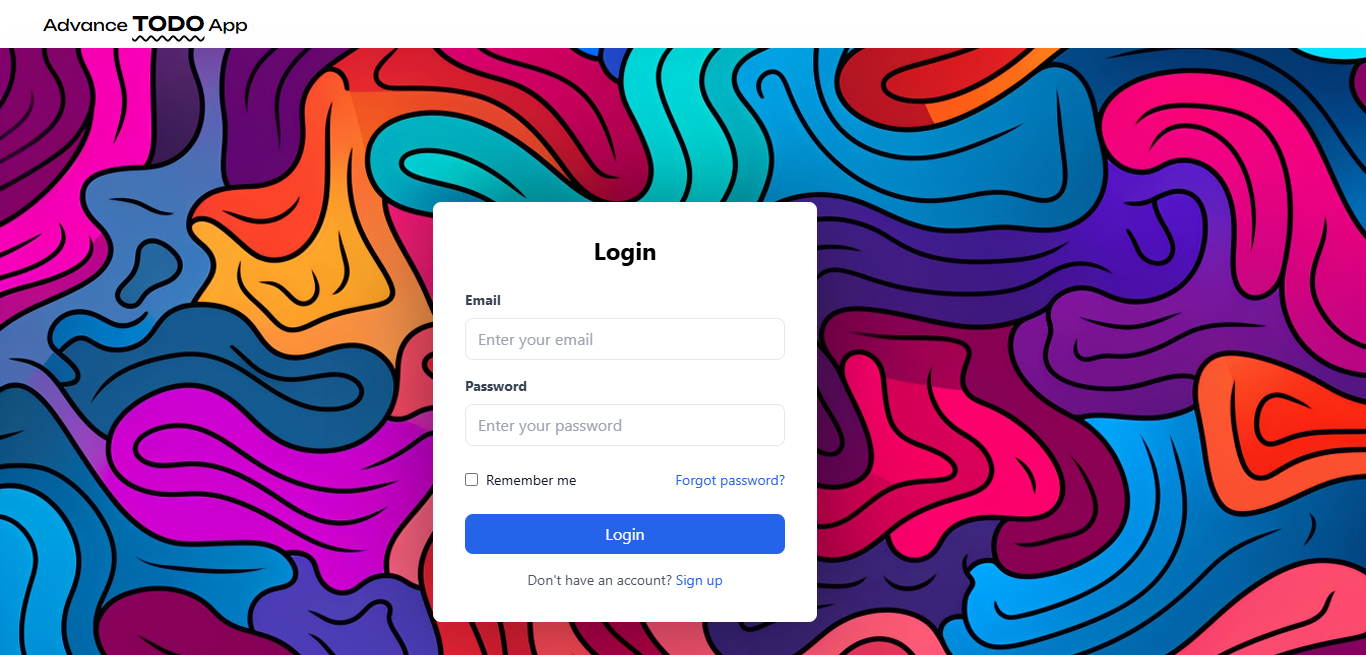 Advance TODO App
Login
Email
Enter your email
Password
Enter your password
Remember me Forgot password?
Login
Don't have an account? Sign up